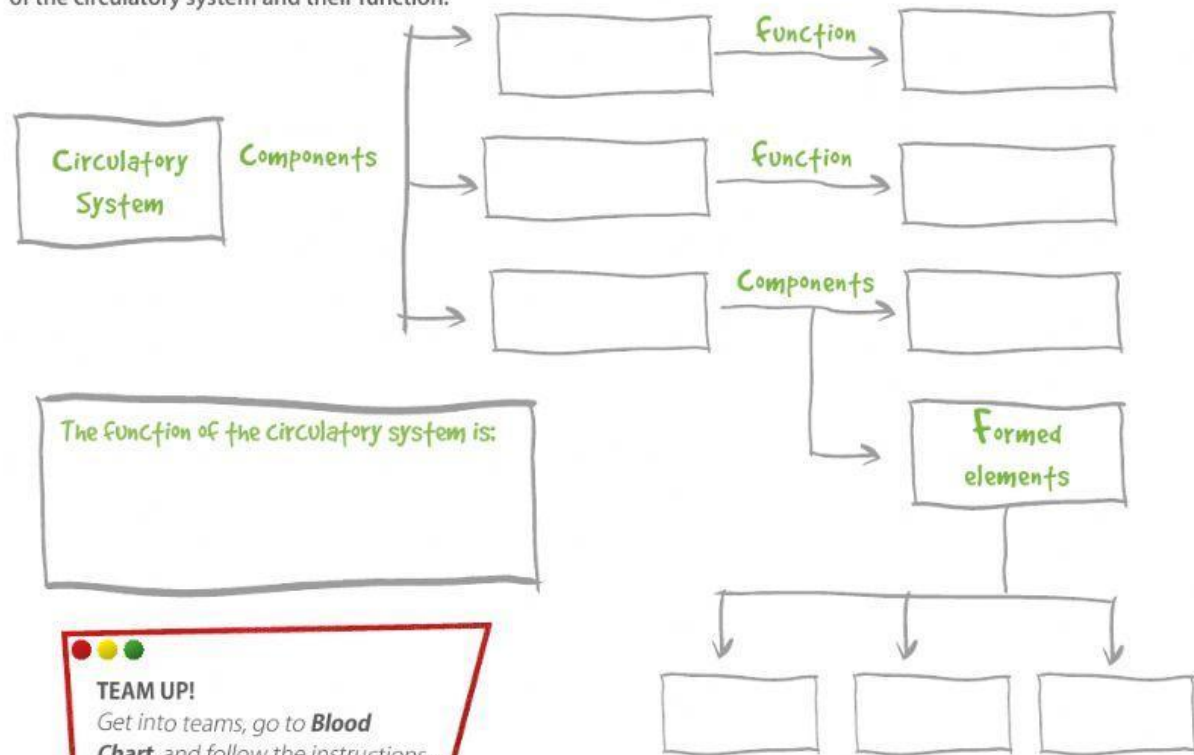 of the circulatory system and their function.
Function
Circulatory
System
Components
Function
Components
The function of the circulatory system is:
Formed
elements
TEAM UP!
Get into teams, go to Blood
Chart, and follow the instructions